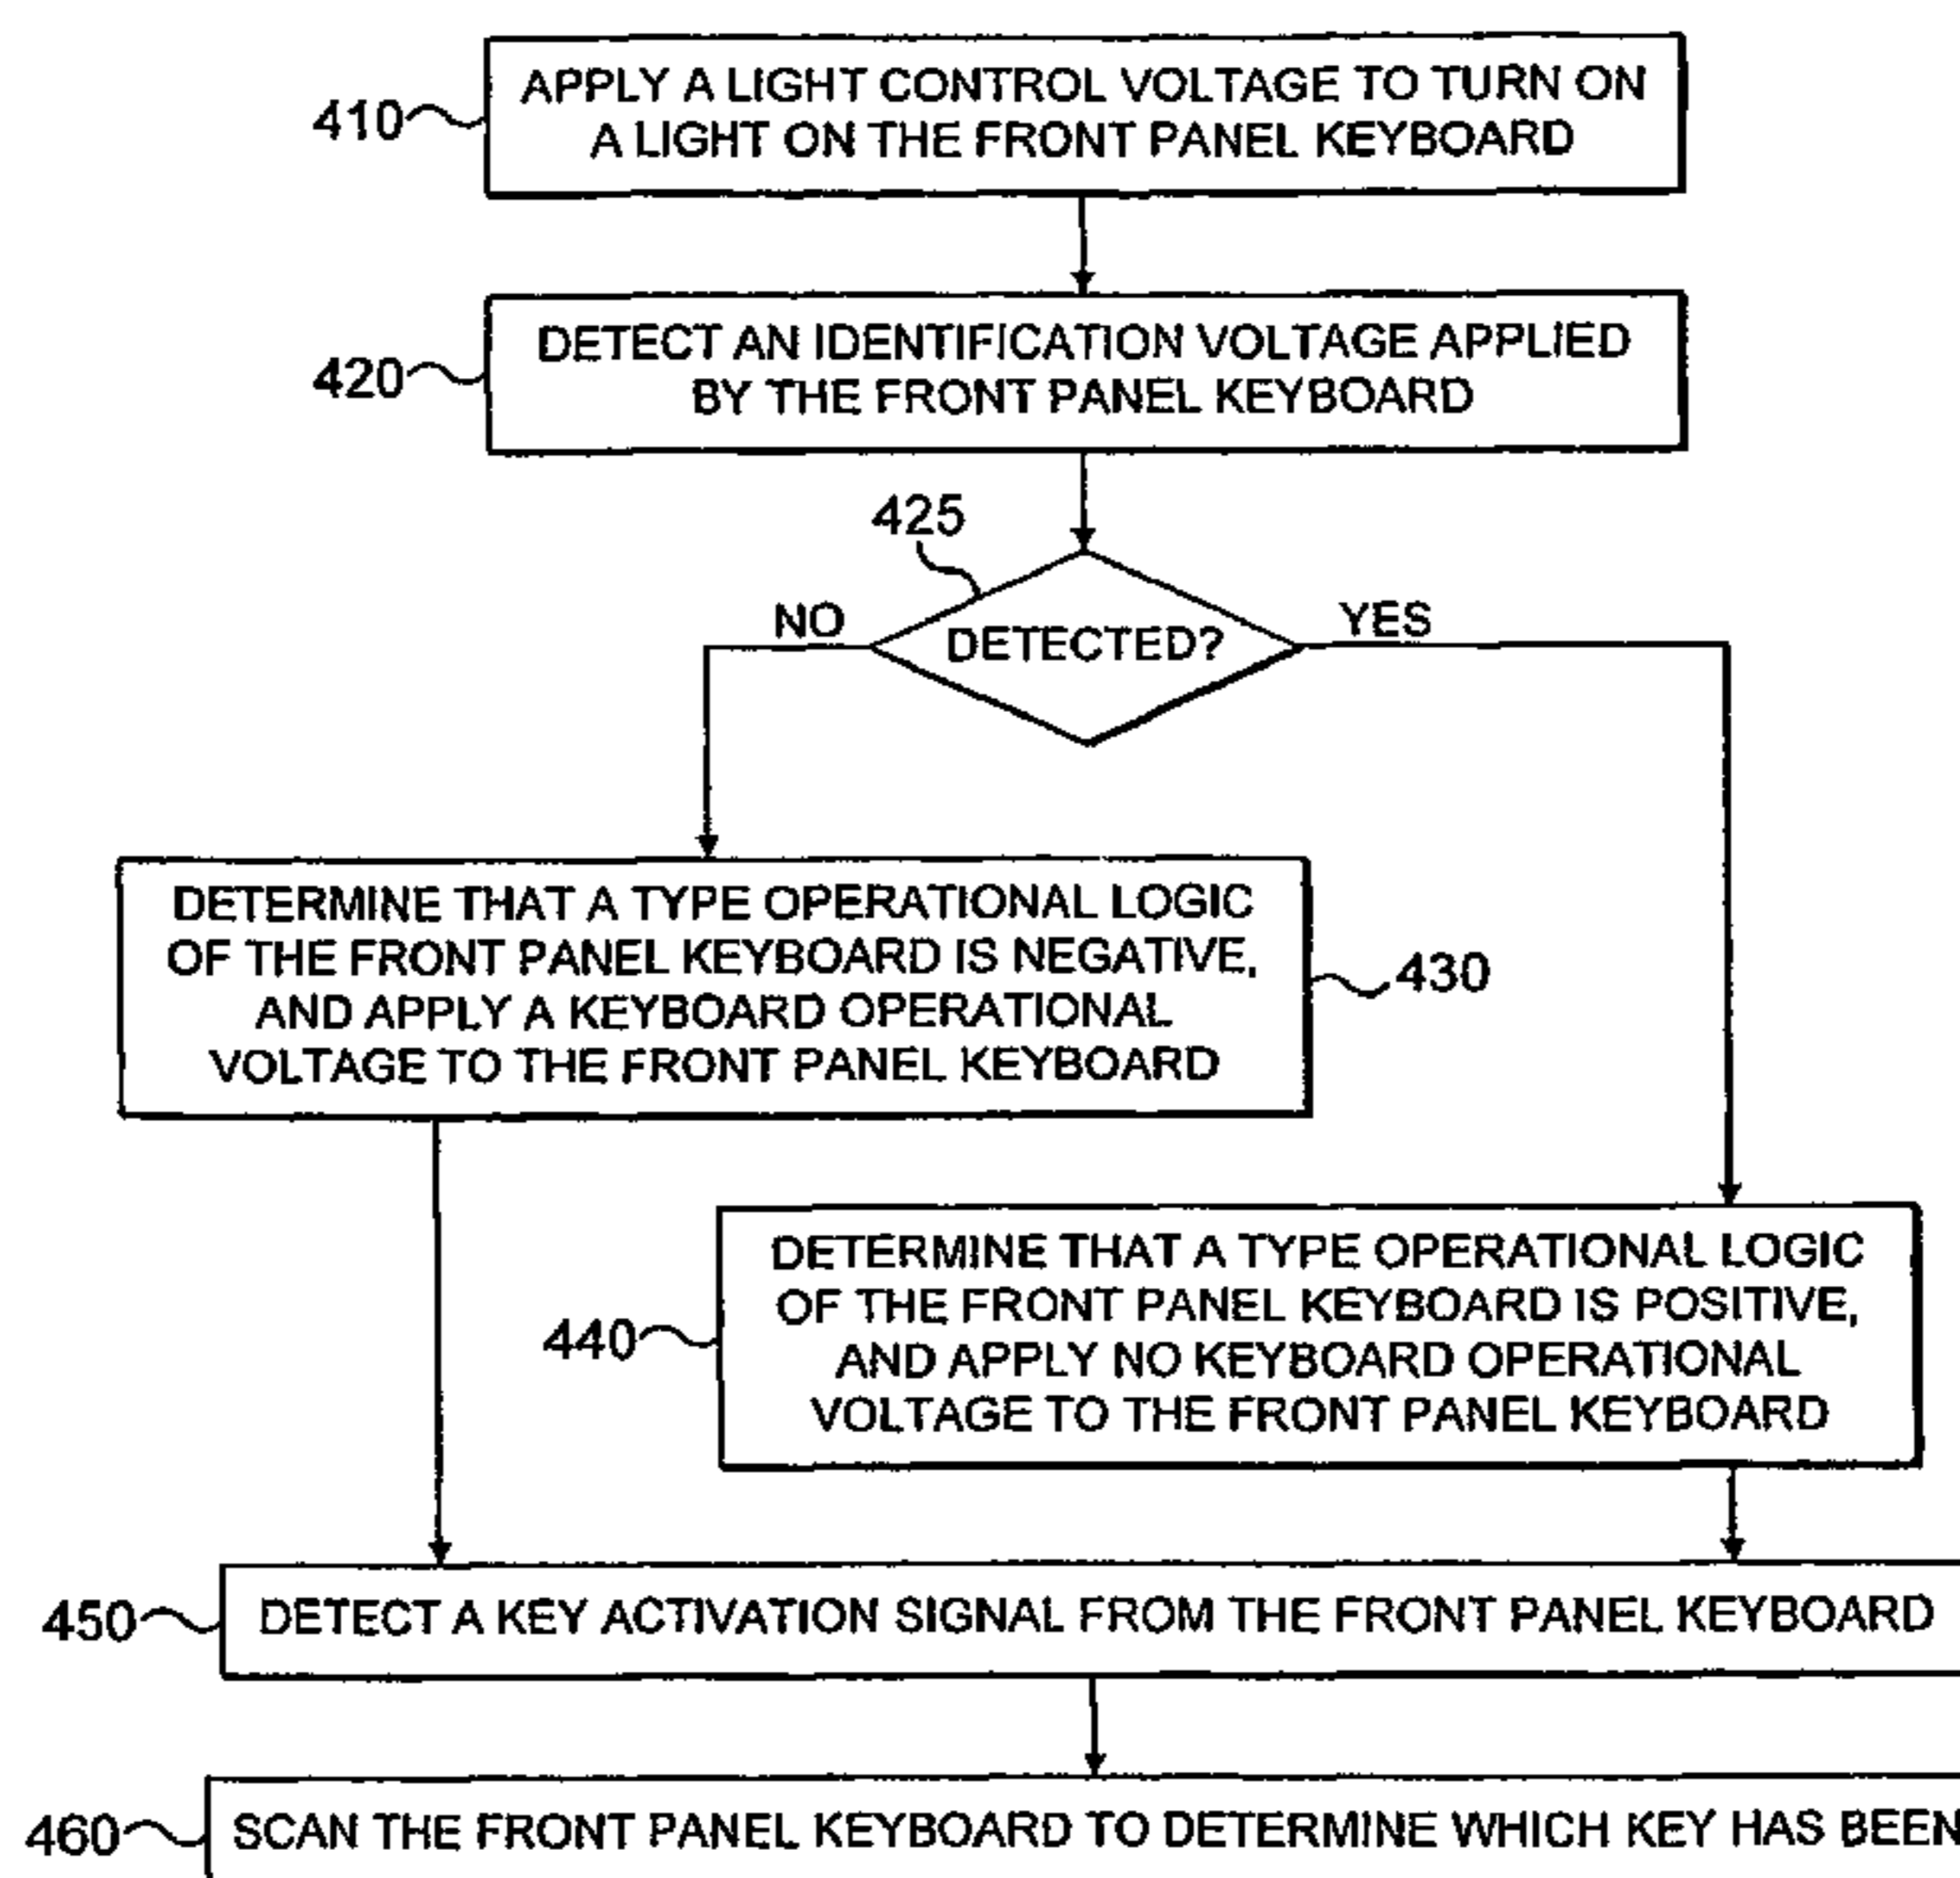 410
APPLY A LIGHT CONTROL VOLTAGE TO TURN ON
A LIGHT ON THE FRONT PANEL KEYBOARD
420
DETECT AN IDENTIFICATION VOLTAGE APPLIED
BY THE FRONT PANEL KEYBOARD
425
NO
DETECTED?
YES
DETERMINE THAT A TYPE OPERATIONAL LOGIC
OF THE FRONT PANEL KEYBOARD IS NEGATIVE,
AND APPLY A KEYBOARD OPERATIONAL
VOLTAGE TO THE FRONT PANEL KEYBOARD
430
440
DETERMINE THAT A TYPE OPERATIONAL LOGIC
OF THE FRONT PANEL KEYBOARD IS POSITIVE,
AND APPLY NO KEYBOARD OPERATIONAL
VOLTAGE TO THE FRONT PANEL KEYBOARD
450
DETECT A KEY ACTIVATION SIGNAL FROM THE FRONT PANEL KEYBOARD
460
SCAN THE FRONT PANEL KEYBOARD TO DETERMINE WHICH KEY HAS BEEN